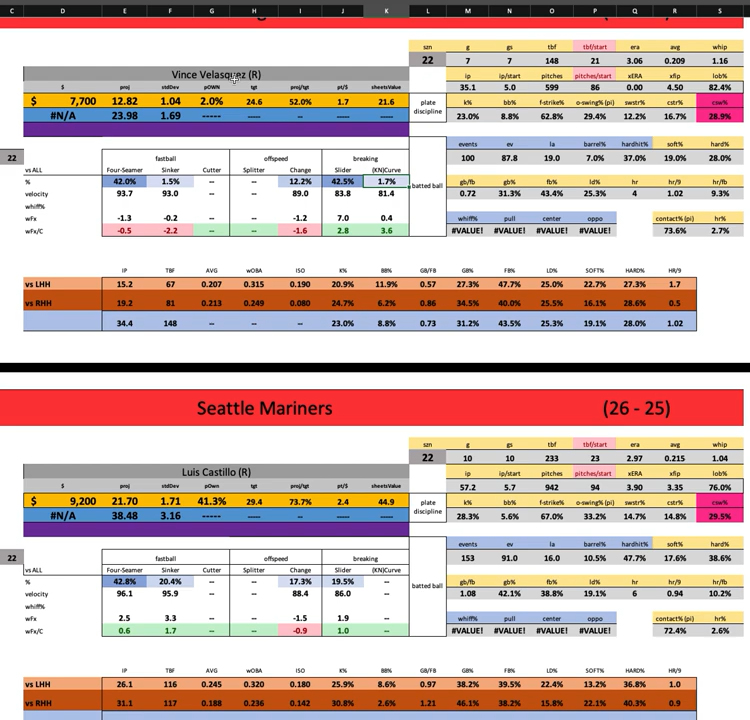 C D E F G H I J K L M N O P Q R S
szn g gs tbf tbf/start era avg whip
22 7 7 148 21 3.06 0.209 1.16
Vince Velasquez (R)
ip ip/start pitches pitches/start xERA xfip lob%
$ proj stdDev pOWN tgt proj/tgt pt/$ sheetsValue
35.1 5.0 599 86 0.00 4.50 82.4%
$ 7,700 12.82 1.04 2.0% 24.6 52.0% 1.7 21.6
plate discipline
k% bb% f-strike% o-swing% (pi) swstr% cstr% csw%
#N/A 23.98 1.69 ----- ----- -- -- -----
23.0% 8.8% 62.8% 29.4% 12.2% 16.7% 28.9%
events ev la barrel% hardhit% soft% hard%
22 fastball offspeed breaking
100 87.8 19.0 7.0% 37.0% 19.0% 28.0%
vs ALL Four-Seamer Sinker Cutter Splitter Change Slider (KN)Curve
% 42.0% 1.5% -- -- 12.2% 42.5% 1.7%
batted ball
gb/fb gb% fb% ld% hr hr/9 hr/fb
velocity 93.7 93.0 -- -- 89.0 83.8 81.4
0.72 31.3% 43.4% 25.3% 4 1.02 9.0%
whiff%
wFx -1.3 -0.2 -- -- -1.2 7.0 0.4
whiff% pull center oppo contact% (pi) hr%
wFx/C -0.5 -2.2 -- -- -1.6 2.8 3.6
#VALUE! #VALUE! #VALUE! #VALUE! 73.6% 2.7%
IP TBF AVG wOBA ISO K% BB% GB/FB GB% FB% LD% SOFT% HARD% HR/9
vs LHH 15.2 67 0.207 0.315 0.190 20.9% 11.9% 0.57 27.3% 47.7% 25.0% 22.7% 27.3% 1.7
vs RHH 19.2 81 0.213 0.249 0.080 24.7% 6.2% 0.86 34.5% 40.0% 25.5% 16.1% 28.6% 0.5
34.4 148 -- -- -- 23.0% 8.8% 0.73 31.2% 43.5% 25.3% 19.1% 28.0% 1.02
Seattle Mariners (26 - 25)
szn g gs tbf tbf/start era avg whip
22 10 10 233 23 2.97 0.215 1.04
Luis Castillo (R)
ip ip/start pitches pitches/start xERA xfip lob%
$ proj stdDev pOwn tgt proj/tgt pt/$ sheetsValue
57.2 5.7 942 94 3.90 3.35 76.0%
$ 9,200 21.70 1.71 41.3% 29.4 73.7% 2.4 44.9
plate discipline
k% bb% f-strike% o-swing% (pi) swstr% cstr% csw%
#N/A 38.48 3.16 ----- ----- -- -- -----
28.3% 5.6% 67.0% 33.2% 14.7% 14.8% 29.5%
events ev la barrel% hardhit% soft% hard%
22 fastball offspeed breaking
153 91.0 16.0 10.5% 47.7% 17.6% 38.6%
vs ALL Four-Seamer Sinker Cutter Splitter Change Slider (KN)Curve
% 42.8% 20.4% -- -- 17.3% 19.5% --
batted ball
gb/fb gb% fb% ld% hr hr/9 hr/fb
velocity 96.1 95.9 -- -- 88.4 86.0 --
1.08 42.1% 38.8% 19.1% 6 0.94 10.2%
whiff%
wFx 2.5 3.3 -- -- -1.5 1.9 --
whiff% pull center oppo contact% (pi) hr%
wFx/C 0.6 1.7 -- -- -0.9 1.0 --
#VALUE! #VALUE! #VALUE! #VALUE! 72.4% 2.6%
IP TBF AVG wOBA ISO K% BB% GB/FB GB% FB% LD% SOFT% HARD% HR/9
vs LHH 26.1 116 0.245 0.320 0.180 25.9% 8.6% 0.97 38.2% 39.5% 22.4% 13.2% 36.8% 1.0
vs RHH 31.1 117 0.188 0.236 0.142 30.8% 2.6% 1.21 46.1% 38.2% 15.8% 22.1% 40.3% 0.9